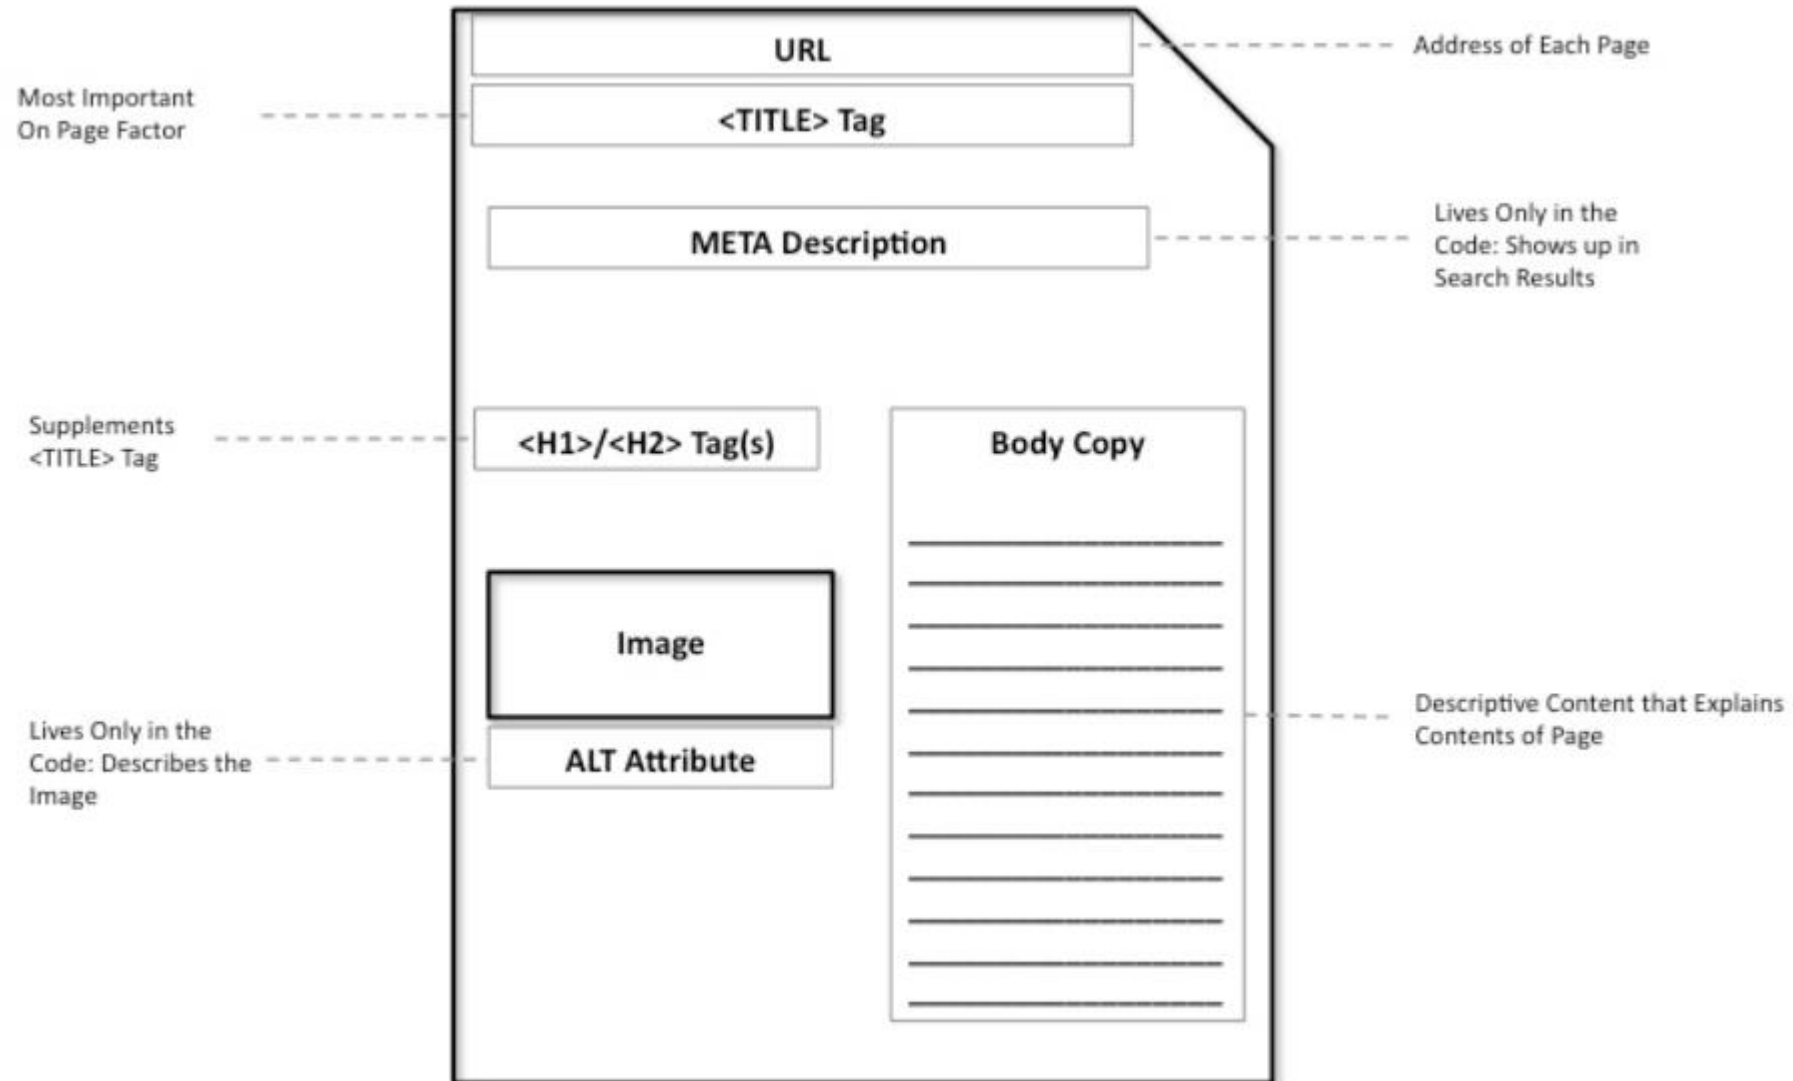 URL
Address of Each Page
Most Important
On Page Factor
<TITLE> Tag
META Description
Lives Only in the
Code: Shows up in
Search Results
Supplements
<TITLE> Tag
<H1>/<H2> Tag(s)
Body Copy
Image
Descriptive Content that Explains
Contents of Page
Lives Only in the
Code: Describes the
Image
ALT Attribute